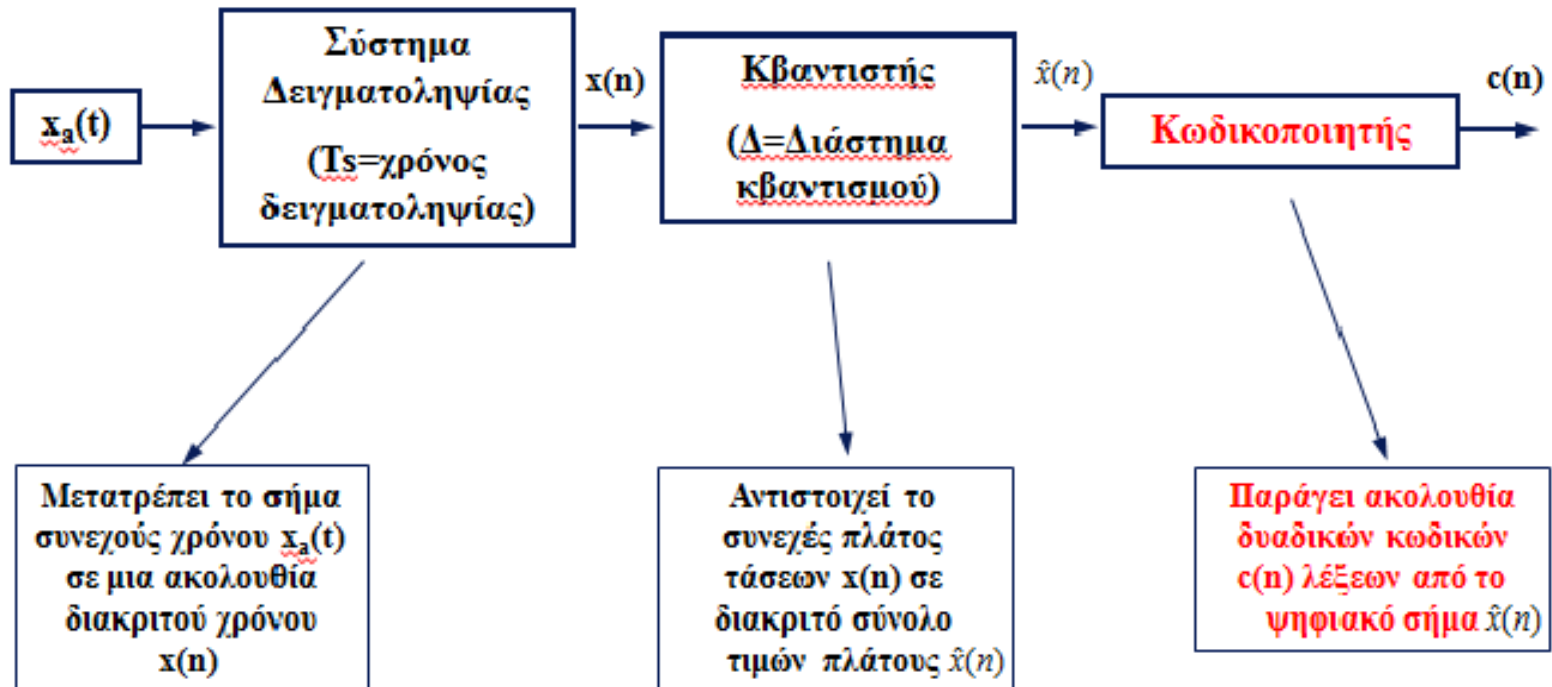 x_a(t)
Σύστημα
Δειγματοληψίας
(Ts=χρόνος
δειγματοληψίας)
x(n)
Κβαντιστής
(Δ=Διάστημα
κβαντισμού)
x̂(n)
Κωδικοποιητής
c(n)
Μετατρέπει το σήμα
συνεχούς χρόνου x_a(t)
σε μια ακολουθία
διακριτού χρόνου
x(n)
Αντιστοιχεί το
συνεχές πλάτος
τάσεων x(n) σε
διακριτό σύνολο
τιμών πλάτους x̂(n)
Παράγει ακολουθία
δυαδικών κωδικών
c(n) λέξεων από το
ψηφιακό σήμα x̂(n)